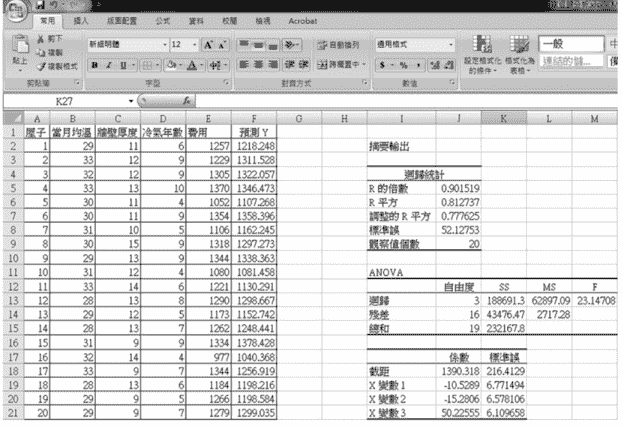 常用 插入 版面配置 公式 資料 校閱 檢視 Acrobat
貼上 剪下
複製
複製格式
新細明體 12
自動換列
跨欄置中
通用格式
設定格式化的條件 格式化為表格
一般
連結的儲...
剪貼簿 字型 對齊方式 數值
K27 fx
A B C D E F G H I J K L M
1 屋子 當月均溫 牆壁厚度 冷氣年數 費用 預測 Y
2 1 29 11 6 1257 1218.248 摘要輸出
3 2 33 12 9 1229 1311.528
4 3 32 12 9 1305 1322.057 迴歸統計
5 4 33 13 10 1370 1346.473 R 的倍數 0.901519
6 5 30 11 4 1052 1107.268 R 平方 0.812737
7 6 30 11 9 1354 1358.396 調整的 R 平方 0.777625
8 7 31 10 5 1106 1162.245 標準誤 52.12753
9 8 30 15 9 1318 1297.273 觀察值個數 20
10 9 29 13 9 1344 1338.363
11 10 31 12 4 1080 1081.458 ANOVA
12 11 33 14 6 1221 1130.291 自由度 SS MS F
13 12 28 13 8 1290 1298.667 迴歸 3 188691.3 62897.09 23.14708
14 13 29 12 5 1173 1152.742 殘差 16 43476.47 2717.28
15 14 28 13 7 1262 1248.441 總和 19 232167.8
16 15 31 9 9 1334 1378.428
17 16 32 14 4 977 1040.368 係數 標準誤
18 17 33 9 7 1344 1256.919 截距 1390.318 216.4129
19 18 28 13 6 1184 1198.216 X 變數 1 -10.5289 6.771494
20 19 29 9 5 1266 1198.584 X 變數 2 -15.2806 6.578106
21 20 29 9 7 1279 1299.035 X 變數 3 50.22555 6.109658